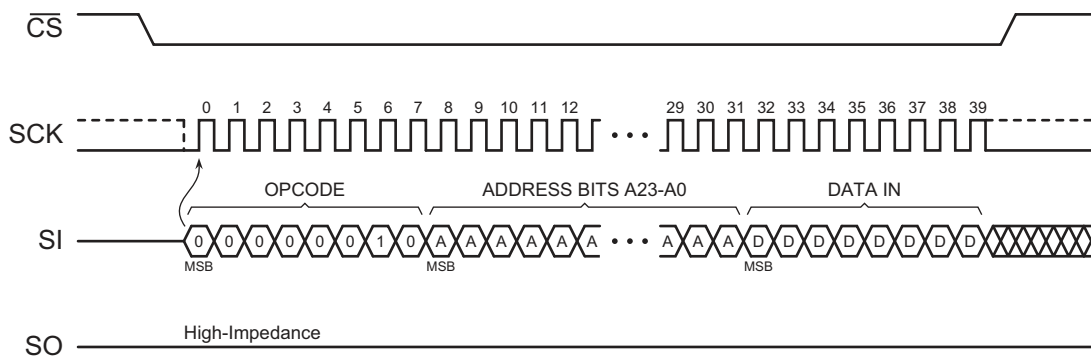 CS
0 1 2 3 4 5 6 7 8 9 10 11 12 29 30 31 32 33 34 35 36 37 38 39
SCK
OPCODE ADDRESS BITS A23-A0 DATA IN
SI 0 0 0 0 0 0 1 0 A A A A A A A A A D D D D D D D D
MSB MSB MSB
High-Impedance
SO